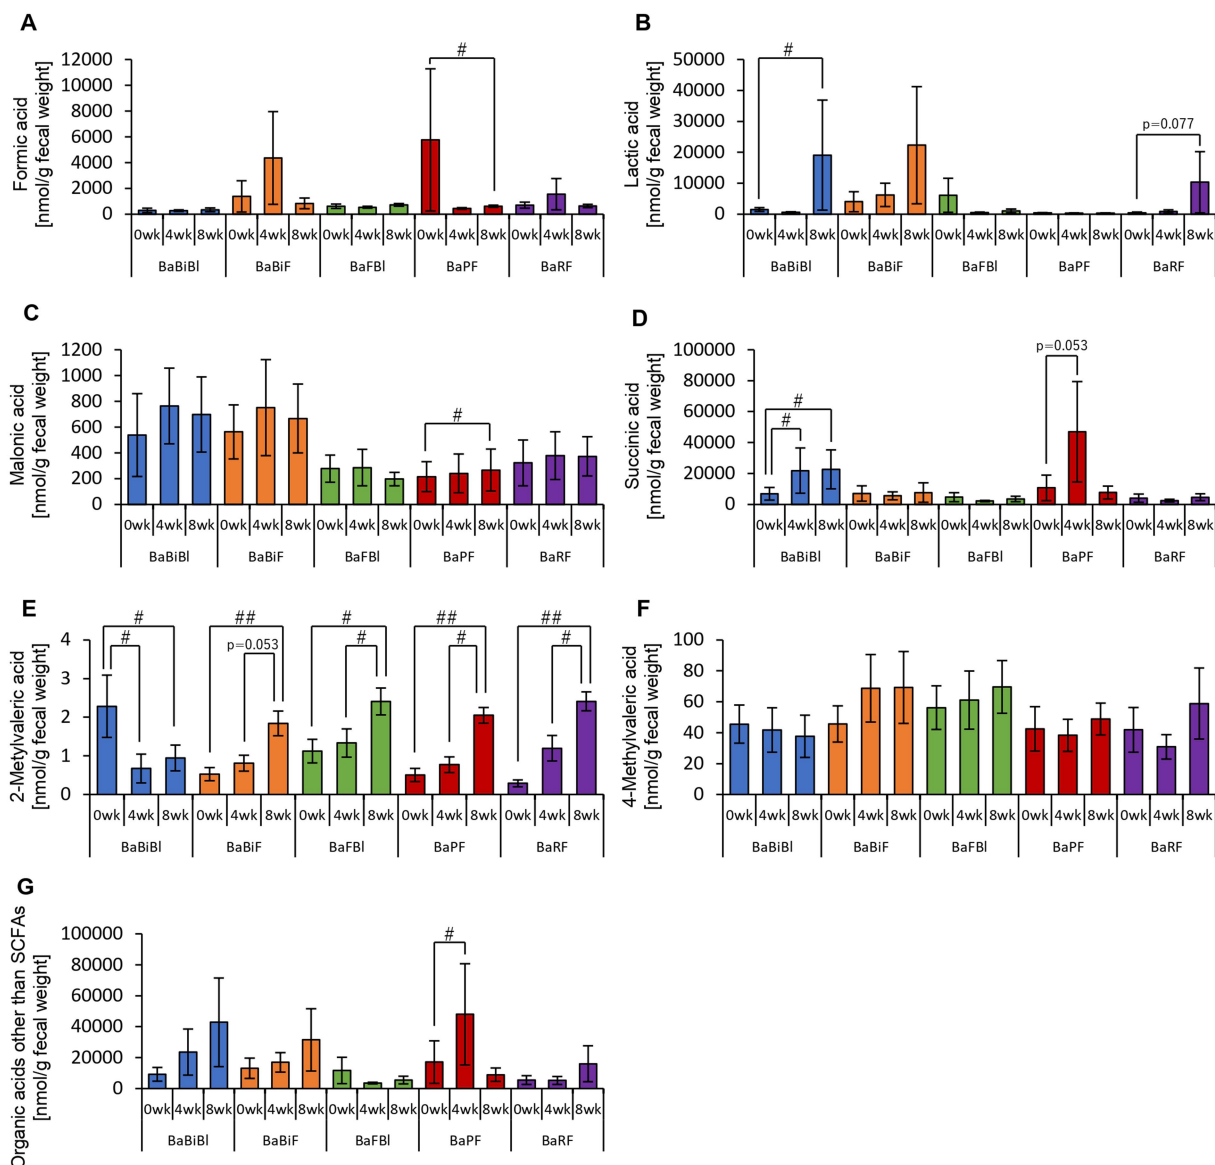 A
Formic acid
[nmol/g fecal weight]
12000
10000
8000
6000
4000
2000
0
#
0wk 4wk 8wk 0wk 4wk 8wk 0wk 4wk 8wk 0wk 4wk 8wk 0wk 4wk 8wk
BaBiBl BaBiF BaFBl BaPF BaRF
B
Lactic acid
[nmol/g fecal weight]
50000
40000
30000
20000
10000
0
#
p=0.077
0wk 4wk 8wk 0wk 4wk 8wk 0wk 4wk 8wk 0wk 4wk 8wk 0wk 4wk 8wk
BaBiBl BaBiF BaFBl BaPF BaRF
C
Malonic acid
[nmol/g fecal weight]
1200
1000
800
600
400
200
0
#
0wk 4wk 8wk 0wk 4wk 8wk 0wk 4wk 8wk 0wk 4wk 8wk 0wk 4wk 8wk
BaBiBl BaBiF BaFBl BaPF BaRF
D
Succinic acid
[nmol/g fecal weight]
100000
80000
60000
40000
20000
0
p=0.053
#
#
0wk 4wk 8wk 0wk 4wk 8wk 0wk 4wk 8wk 0wk 4wk 8wk 0wk 4wk 8wk
BaBiBl BaBiF BaFBl BaPF BaRF
E
2-Metylvaleric acid
[nmol/g fecal weight]
4
3
2
1
0
# ## # ## ##
# p=0.053 # # #
0wk 4wk 8wk 0wk 4wk 8wk 0wk 4wk 8wk 0wk 4wk 8wk 0wk 4wk 8wk
BaBiBl BaBiF BaFBl BaPF BaRF
F
4-Methylvaleric acid
[nmol/g fecal weight]
100
80
60
40
20
0
0wk 4wk 8wk 0wk 4wk 8wk 0wk 4wk 8wk 0wk 4wk 8wk 0wk 4wk 8wk
BaBiBl BaBiF BaFBl BaPF BaRF
G
Organic acids other than SCFAs
[nmol/g fecal weight]
100000
80000
60000
40000
20000
0
#
0wk 4wk 8wk 0wk 4wk 8wk 0wk 4wk 8wk 0wk 4wk 8wk 0wk 4wk 8wk
BaBiBl BaBiF BaFBl BaPF BaRF